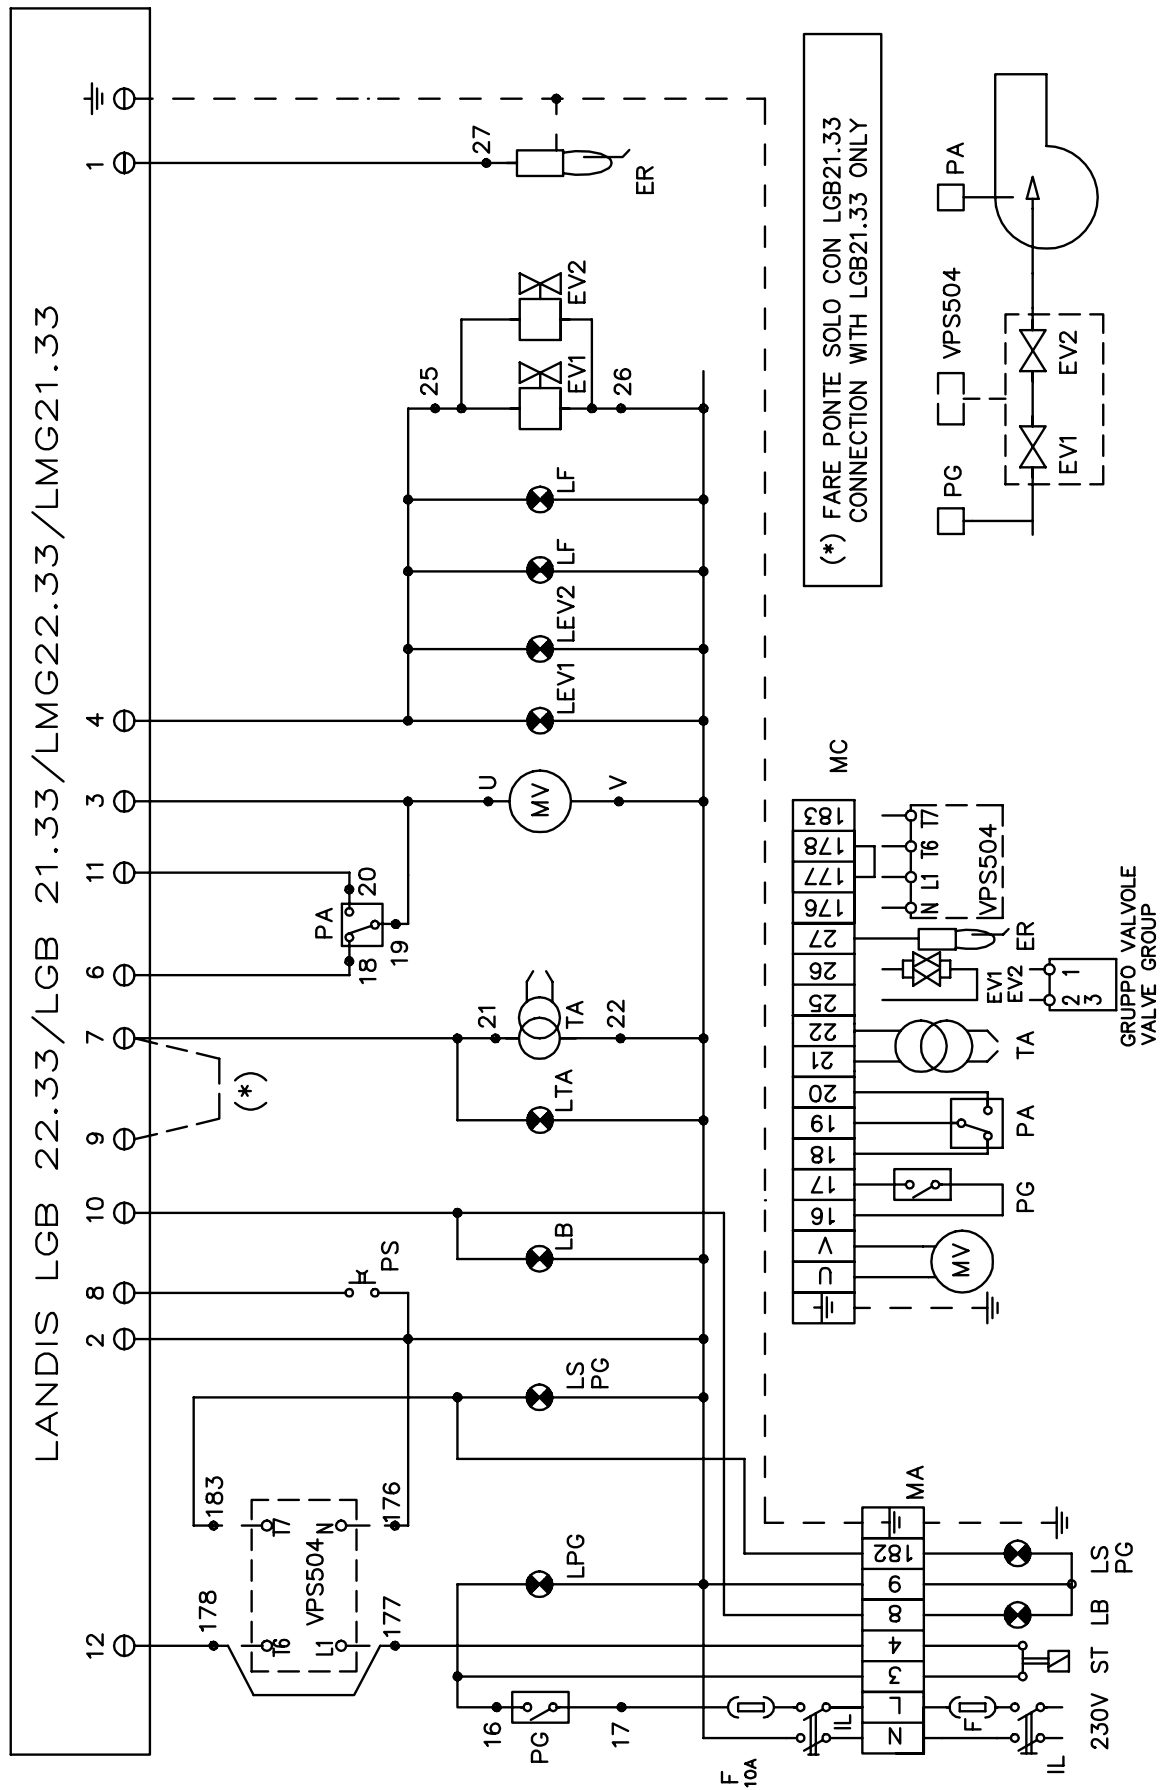 LANDIS LGB 22.33/LGB 21.33/LMG22.33/LMG21.33
12
2
8
10
9
7
6
11
3
4
1
178
183
T6
T7
VPS504
L1
N
177
176
PS
(*)
PA
18
20
19
16
PG
17
LPG
LS
PG
LB
LTA
21
TA
22
U
MV
V
LEV1
LEV2
LF
LF
25
EV1
EV2
26
27
ER
F
10A
IL
N
L
3
4
8
9
182
MA
F
IL
230V
ST
LB
LS
PG
U
V
16
17
18
19
20
21
22
25
26
27
176
177
178
183
MC
MV
PG
PA
TA
EV1
EV2
ER
N
L1
T6
T7
VPS504
2
3
1
GRUPPO VALVOLE
VALVE GROUP
(*) FARE PONTE SOLO CON LGB21.33
CONNECTION WITH LGB21.33 ONLY
PG
VPS504
PA
EV1
EV2